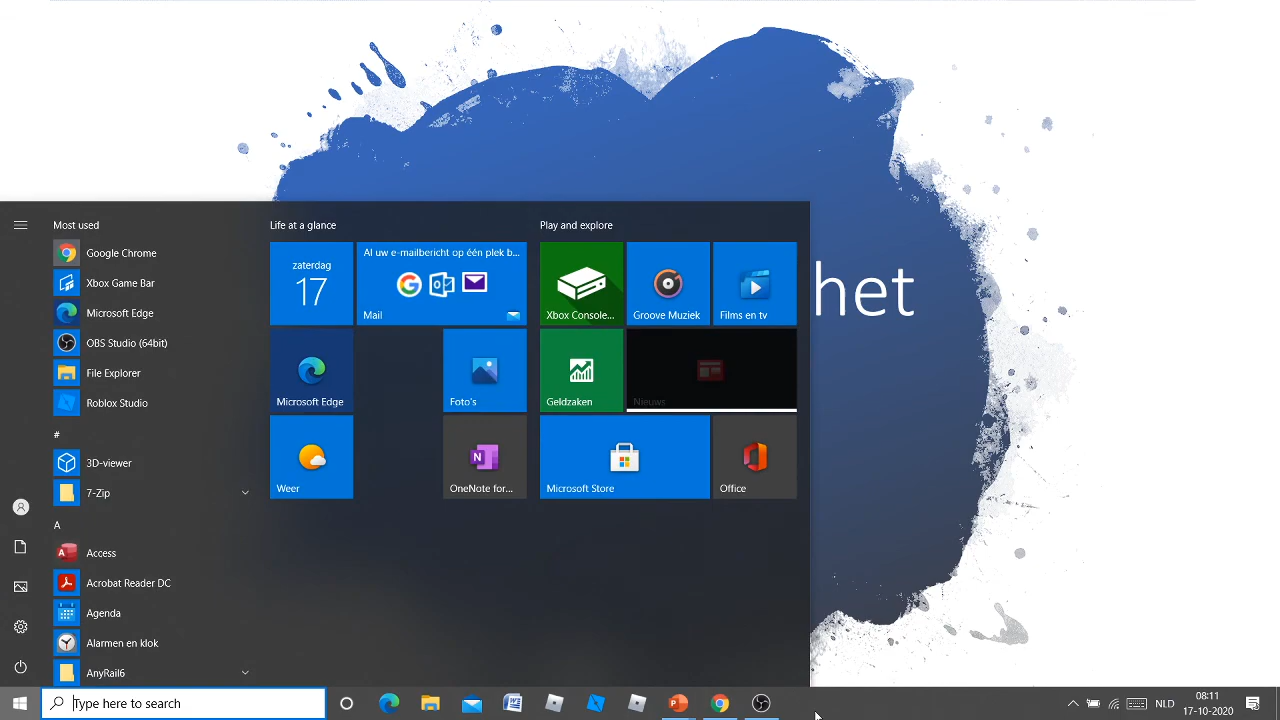 het
Most used
Google Chrome
Xbox Game Bar
Microsoft Edge
OBS Studio (64bit)
File Explorer
Roblox Studio
#
3D-viewer
7-Zip
A
Access
Acrobat Reader DC
Agenda
Alarmen en klok
AnyRail6
Life at a glance
zaterdag
17
Al uw e-mailbericht op één plek b...
Mail
Microsoft Edge
Foto's
Weer
OneNote for...
Play and explore
Xbox Console...
Groove Muziek
Films en tv
Geldzaken
Nieuws
Microsoft Store
Office
Type here to search
NLD
08:11
17-10-2020